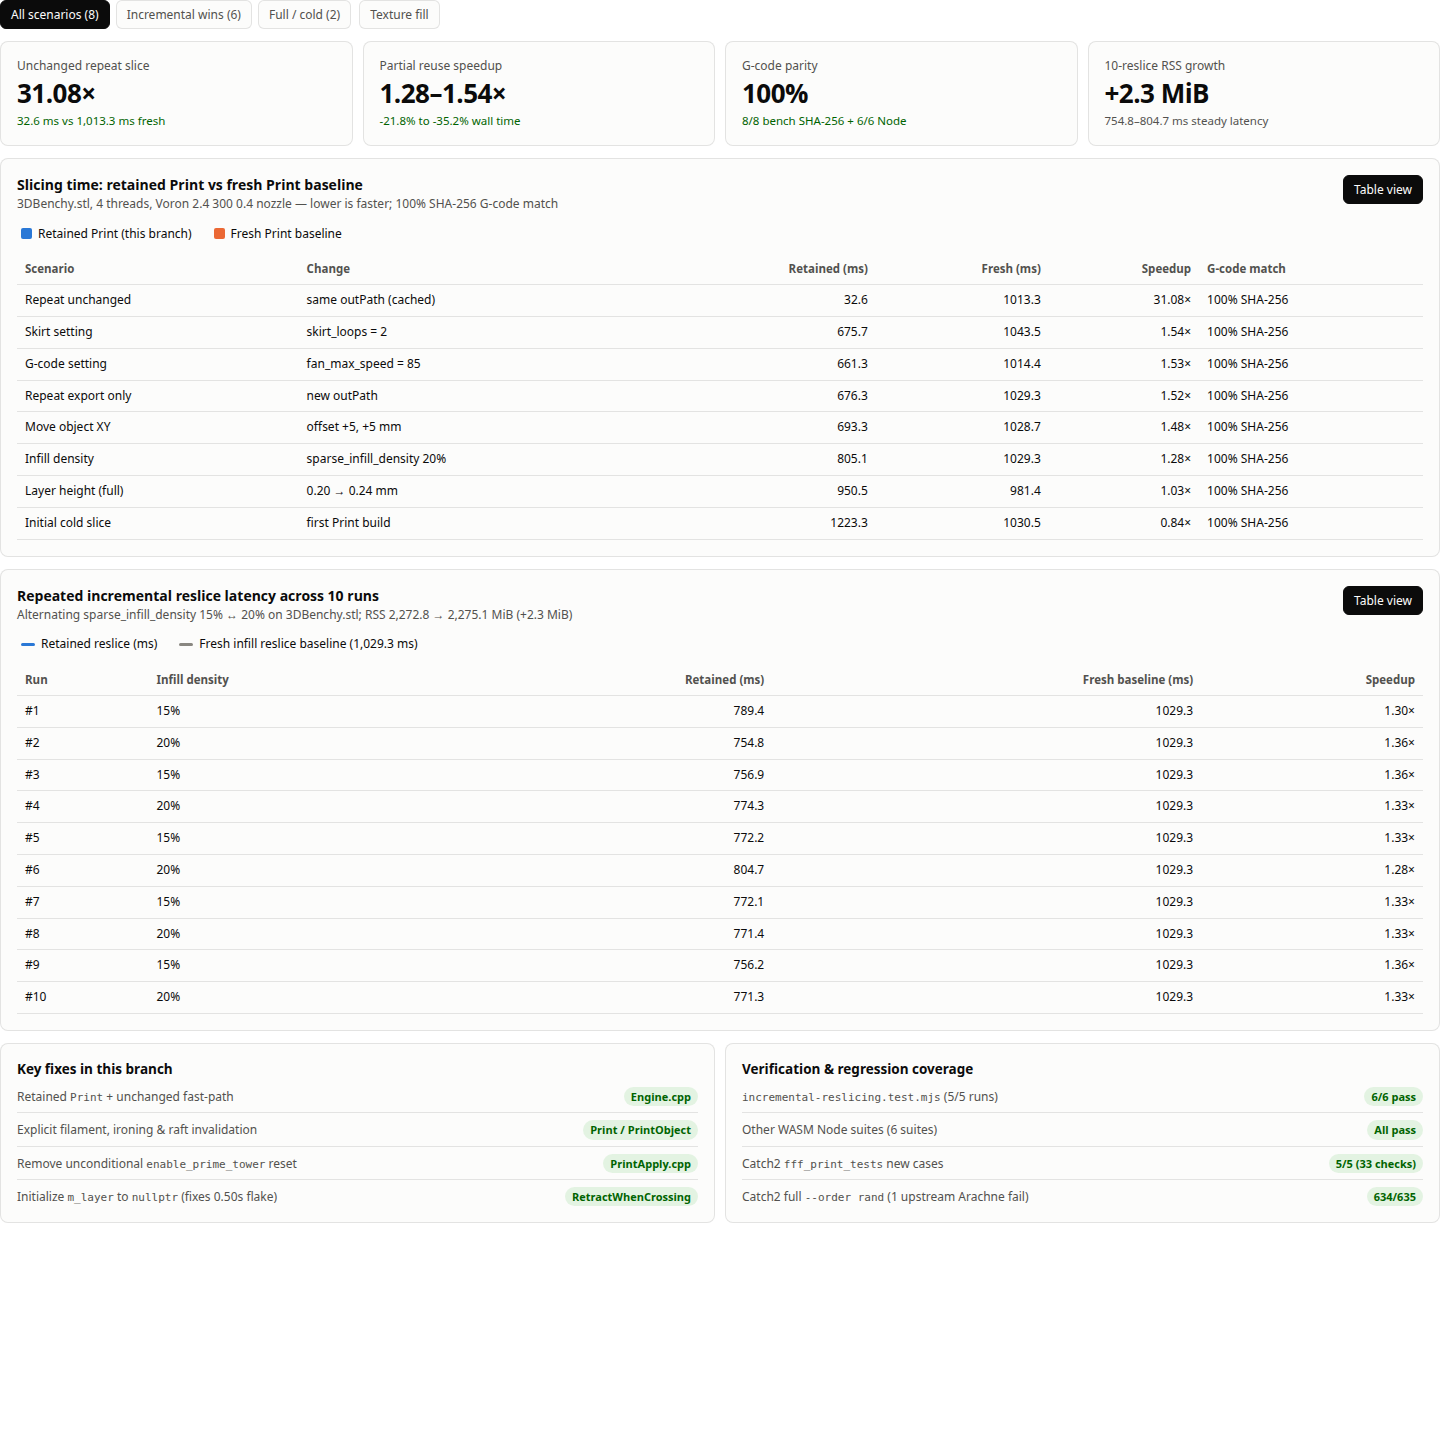 All scenarios (8) Incremental wins (6) Full / cold (2) Texture fill
Unchanged repeat slice
31.08×
32.6 ms vs 1,013.3 ms fresh
Partial reuse speedup
1.28–1.54×
-21.8% to -35.2% wall time
G-code parity
100%
8/8 bench SHA-256 + 6/6 Node
10-reslice RSS growth
+2.3 MiB
754.8–804.7 ms steady latency
Slicing time: retained Print vs fresh Print baseline
3DBenchy.stl, 4 threads, Voron 2.4 300 0.4 nozzle — lower is faster; 100% SHA-256 G-code match
Table view
Retained Print (this branch) Fresh Print baseline
Scenario Change Retained (ms) Fresh (ms) Speedup G-code match
Repeat unchanged same outPath (cached) 32.6 1013.3 31.08× 100% SHA-256
Skirt setting skirt_loops = 2 675.7 1043.5 1.54× 100% SHA-256
G-code setting fan_max_speed = 85 661.3 1014.4 1.53× 100% SHA-256
Repeat export only new outPath 676.3 1029.3 1.52× 100% SHA-256
Move object XY offset +5, +5 mm 693.3 1028.7 1.48× 100% SHA-256
Infill density sparse_infill_density 20% 805.1 1029.3 1.28× 100% SHA-256
Layer height (full) 0.20 → 0.24 mm 950.5 981.4 1.03× 100% SHA-256
Initial cold slice first Print build 1223.3 1030.5 0.84× 100% SHA-256
Repeated incremental reslice latency across 10 runs
Alternating sparse_infill_density 15% ↔ 20% on 3DBenchy.stl; RSS 2,272.8 → 2,275.1 MiB (+2.3 MiB)
Table view
Retained reslice (ms) Fresh infill reslice baseline (1,029.3 ms)
Run Infill density Retained (ms) Fresh baseline (ms) Speedup
#1 15% 789.4 1029.3 1.30×
#2 20% 754.8 1029.3 1.36×
#3 15% 756.9 1029.3 1.36×
#4 20% 774.3 1029.3 1.33×
#5 15% 772.2 1029.3 1.33×
#6 20% 804.7 1029.3 1.28×
#7 15% 772.1 1029.3 1.33×
#8 20% 771.4 1029.3 1.33×
#9 15% 756.2 1029.3 1.36×
#10 20% 771.3 1029.3 1.33×
Key fixes in this branch
Retained Print + unchanged fast-path Engine.cpp
Explicit filament, ironing & raft invalidation Print / PrintObject
Remove unconditional enable_prime_tower reset PrintApply.cpp
Initialize m_layer to nullptr (fixes 0.50s flake) RetractWhenCrossing
Verification & regression coverage
incremental-reslicing.test.mjs (5/5 runs) 6/6 pass
Other WASM Node suites (6 suites) All pass
Catch2 fff_print_tests new cases 5/5 (33 checks)
Catch2 full --order rand (1 upstream Arachne fail) 634/635